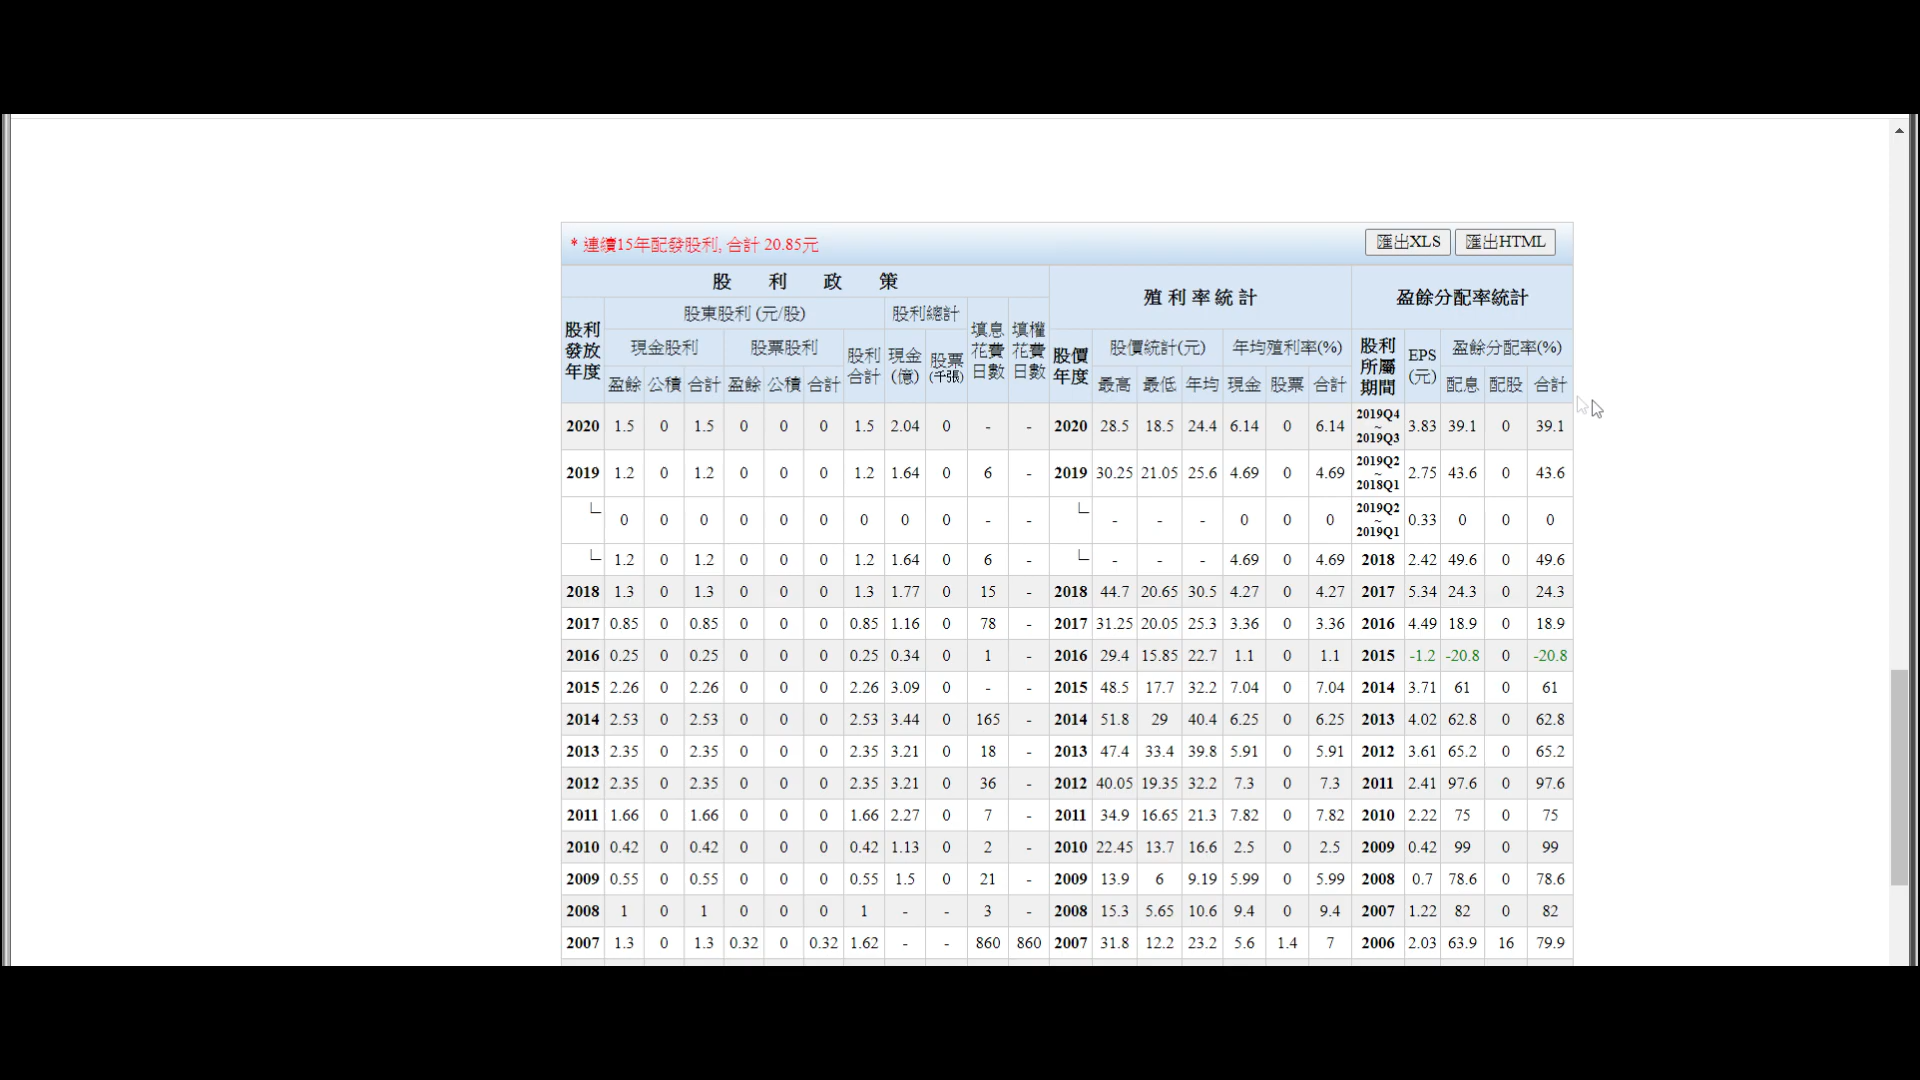 * 連續15年配發股利, 合計 20.85元 匯出XLS 匯出HTML
股 利 政 策 殖 利 率 統 計 盈餘分配率統計
股利發放年度 股東股利 (元/股) 股利總計 填息花費日數 填權花費日數 股價年度 股價統計(元) 年均殖利率(%) 股利所屬期間 EPS(元) 盈餘分配率(%)
現金股利 股票股利 股利合計 現金(億) 股票(千張)
盈餘 公積 合計 盈餘 公積 合計 最高 最低 年均 現金 股票 合計 配息 配股 合計
2020 1.5 0 1.5 0 0 0 1.5 2.04 0 - - 2020 28.5 18.5 24.4 6.14 0 6.14 2019Q4 ~ 2019Q3 3.83 39.1 0 39.1
2019 1.2 0 1.2 0 0 0 1.2 1.64 0 6 - 2019 30.25 21.05 25.6 4.69 0 4.69 2019Q2 ~ 2018Q1 2.75 43.6 0 43.6
└ 0 0 0 0 0 0 0 0 0 - - └ - - - 0 0 0 2019Q2 ~ 2019Q1 0.33 0 0 0
└ 1.2 0 1.2 0 0 0 1.2 1.64 0 6 - └ - - - 4.69 0 4.69 2018 2.42 49.6 0 49.6
2018 1.3 0 1.3 0 0 0 1.3 1.77 0 15 - 2018 44.7 20.65 30.5 4.27 0 4.27 2017 5.34 24.3 0 24.3
2017 0.85 0 0.85 0 0 0 0.85 1.16 0 78 - 2017 31.25 20.05 25.3 3.36 0 3.36 2016 4.49 18.9 0 18.9
2016 0.25 0 0.25 0 0 0 0.25 0.34 0 1 - 2016 29.4 15.85 22.7 1.1 0 1.1 2015 -1.2 -20.8 0 -20.8
2015 2.26 0 2.26 0 0 0 2.26 3.09 0 - - 2015 48.5 17.7 32.2 7.04 0 7.04 2014 3.71 61 0 61
2014 2.53 0 2.53 0 0 0 2.53 3.44 0 165 - 2014 51.8 29 40.4 6.25 0 6.25 2013 4.02 62.8 0 62.8
2013 2.35 0 2.35 0 0 0 2.35 3.21 0 18 - 2013 47.4 33.4 39.8 5.91 0 5.91 2012 3.61 65.2 0 65.2
2012 2.35 0 2.35 0 0 0 2.35 3.21 0 36 - 2012 40.05 19.35 32.2 7.3 0 7.3 2011 2.41 97.6 0 97.6
2011 1.66 0 1.66 0 0 0 1.66 2.27 0 7 - 2011 34.9 16.65 21.3 7.82 0 7.82 2010 2.22 75 0 75
2010 0.42 0 0.42 0 0 0 0.42 1.13 0 2 - 2010 22.45 13.7 16.6 2.5 0 2.5 2009 0.42 99 0 99
2009 0.55 0 0.55 0 0 0 0.55 1.5 0 21 - 2009 13.9 6 9.19 5.99 0 5.99 2008 0.7 78.6 0 78.6
2008 1 0 1 0 0 0 1 - - 3 - 2008 15.3 5.65 10.6 9.4 0 9.4 2007 1.22 82 0 82
2007 1.3 0 1.3 0.32 0 0.32 1.62 - - 860 860 2007 31.8 12.2 23.2 5.6 1.4 7 2006 2.03 63.9 16 79.9